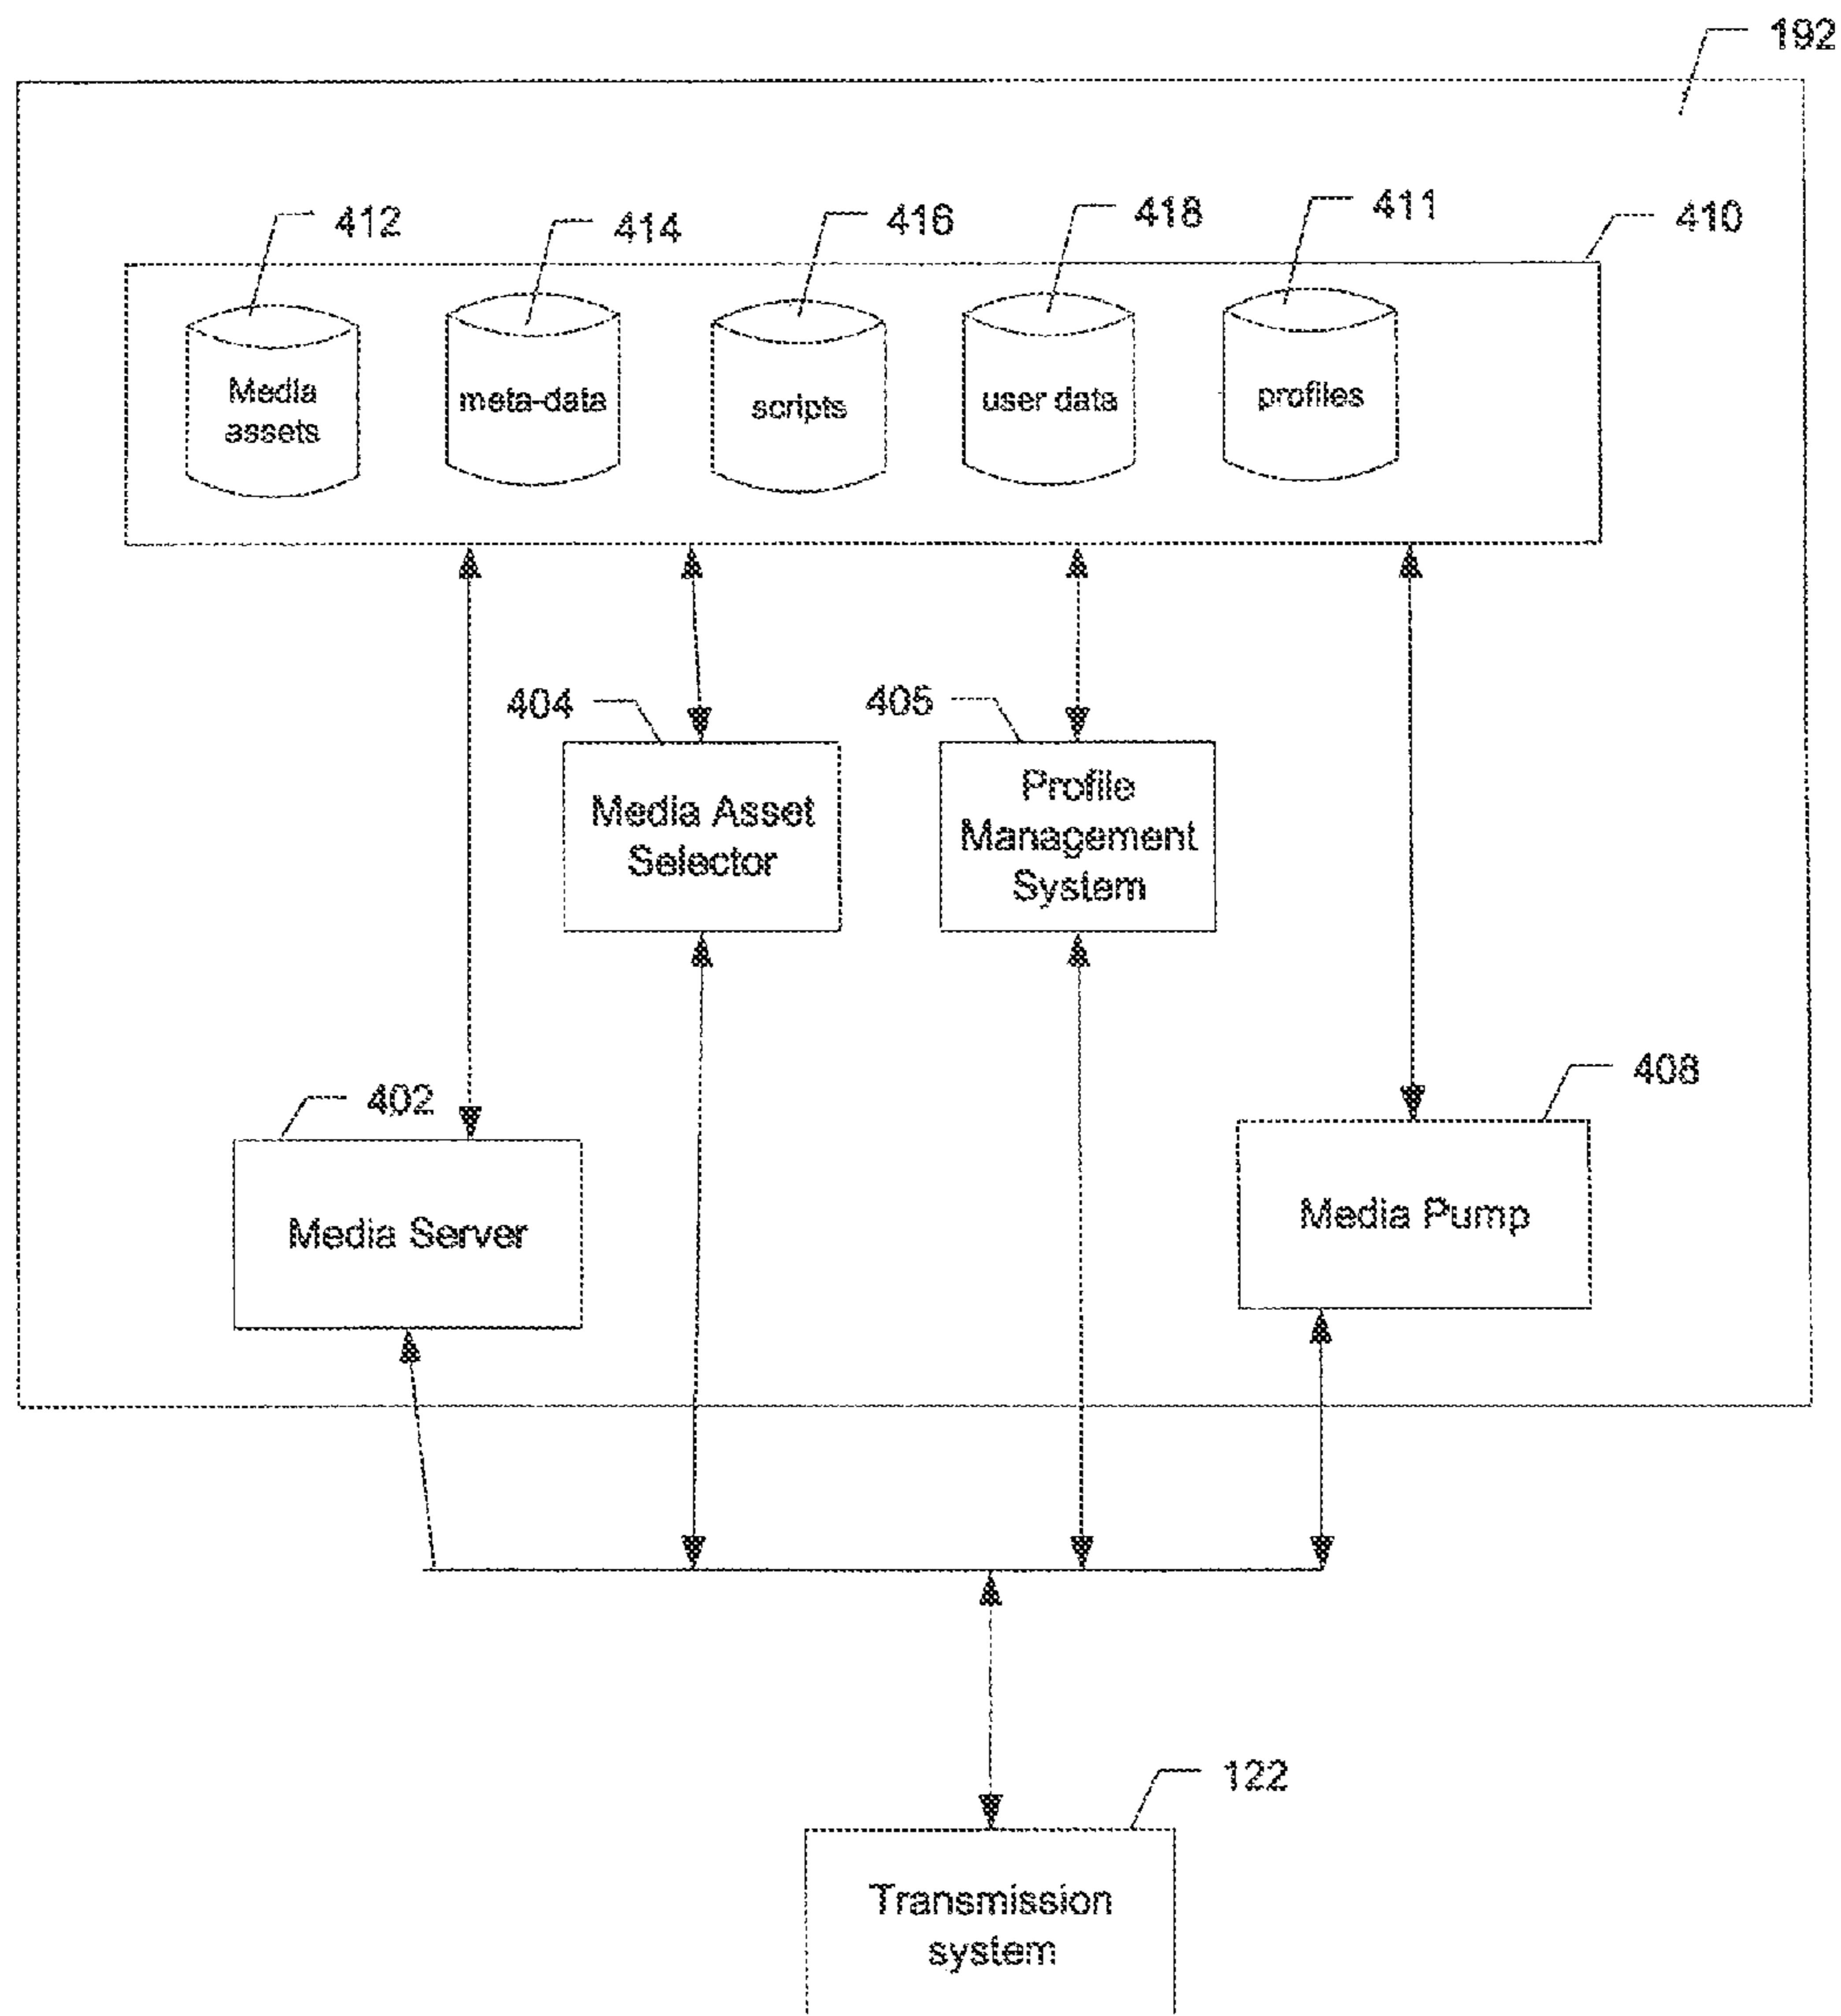 192
412
414
416
418
411
410
Media
assets
meta-data
scripts
user data
profiles
404
405
Media Asset
Selector
Profile
Management
System
402
408
Media Server
Media Pump
122
Transmission
system